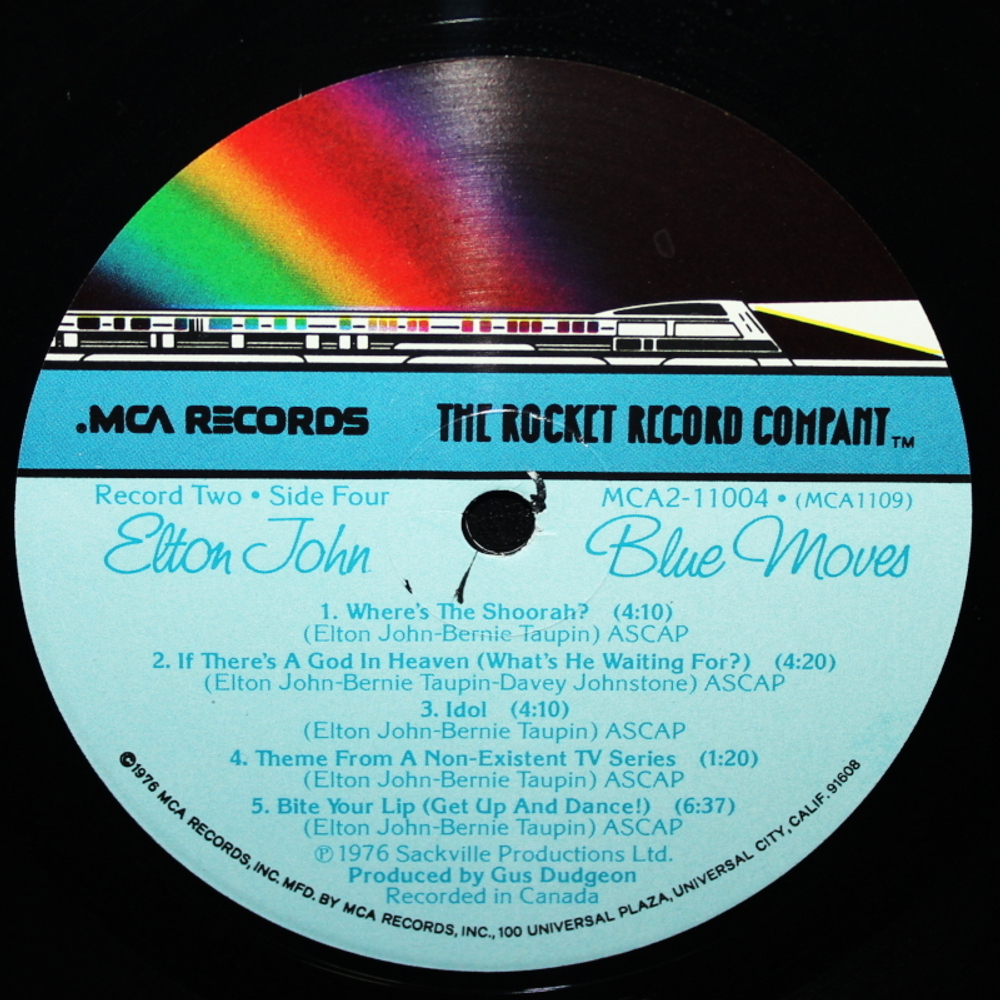 .MCA RECORDS
THE ROCKET RECORD COMPANY TM
Record Two • Side Four
MCA2-11004 • (MCA1109)
Elton John
Blue Moves
1. Where's The Shoorah? (4:10)
(Elton John-Bernie Taupin) ASCAP
2. If There's A God In Heaven (What's He Waiting For?) (4:20)
(Elton John-Bernie Taupin-Davey Johnstone) ASCAP
3. Idol (4:10)
(Elton John-Bernie Taupin) ASCAP
4. Theme From A Non-Existent TV Series (1:20)
(Elton John-Bernie Taupin) ASCAP
5. Bite Your Lip (Get Up And Dance!) (6:37)
(Elton John-Bernie Taupin) ASCAP
℗ 1976 Sackville Productions Ltd.
Produced by Gus Dudgeon
Recorded in Canada
©1976 MCA RECORDS, INC. MFD. BY MCA RECORDS, INC., 100 UNIVERSAL PLAZA, UNIVERSAL CITY, CALIF. 91608